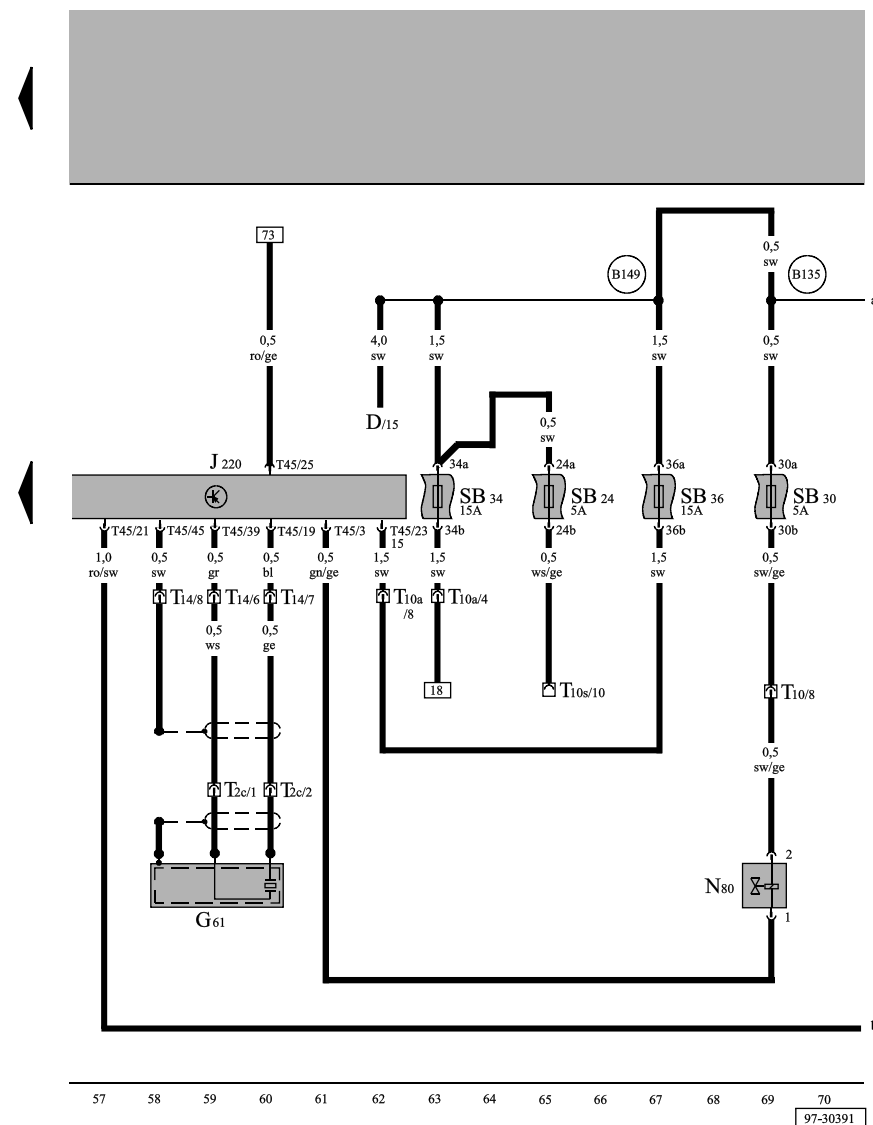 73
B149
0,5
sw
B135
0,5
ro/ge
4,0
sw
1,5
sw
1,5
sw
0,5
sw
D/15
0,5
sw
J 220
T45/25
34a
24a
36a
30a
SB 34
15A
SB 24
5A
SB 36
15A
SB 30
5A
T45/21
T45/45
T45/39
T45/19
T45/3
T45/23
15
34b
24b
36b
30b
1,0
ro/sw
0,5
sw
0,5
gr
0,5
bl
0,5
gn/ge
1,5
sw
1,5
sw
0,5
ws/ge
1,5
sw
0,5
sw/ge
T14/8
T14/6
T14/7
T10a
/8
T10a/4
0,5
ws
0,5
ge
18
T10s/10
T10/8
0,5
sw/ge
T2c/1
T2c/2
2
N80
G61
1
57 58 59 60 61 62 63 64 65 66 67 68 69 70
97-30391